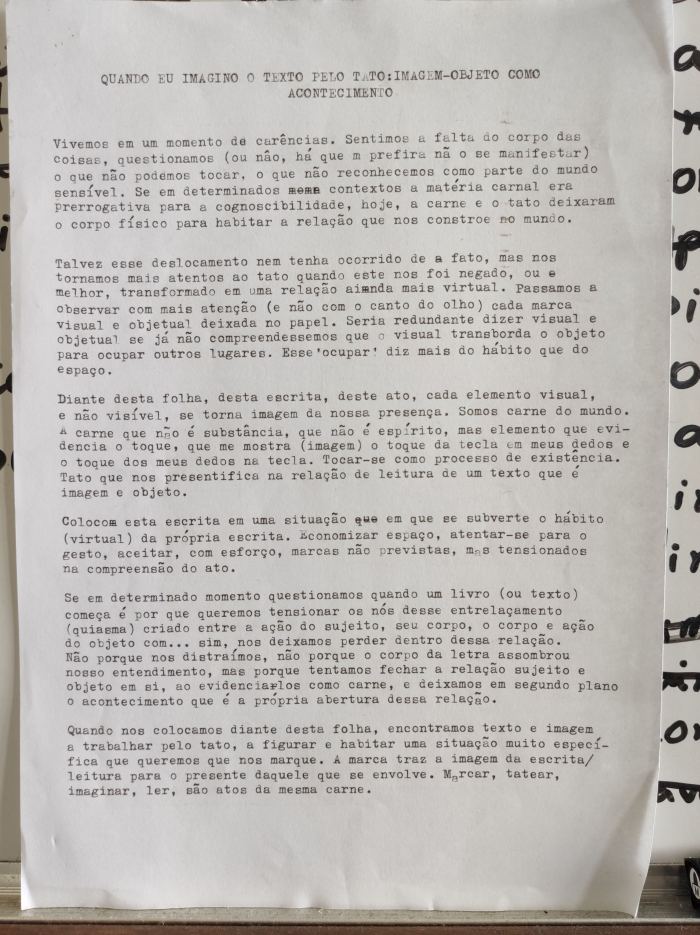 QUANDO EU IMAGINO O TEXTO PELO TATO:IMAGEM-OBJETO COMO
ACONTECIMENTO
Vivemos em um momento de carências. Sentimos a falta do corpo das
coisas, questionamos (ou não, há que m prefira nã o se manifestar)
o que não podemos tocar, o que não reconhecemos como parte do mundo
sensível. Se em determinados mome contextos a matéria carnal era
prerrogativa para a cognoscibilidade, hoje, a carne e o tato deixaram
o corpo físico para habitar a relação que nos constroe no mundo.
Talvez esse deslocamento nem tenha ocorrido de a fato, mas nos
tornamos mais atentos ao tato quando este nos foi negado, ou e
melhor, transformado em uma relação ainda mais virtual. Passamos a
observar com mais atenção (e não com o canto do olho) cada marca
visual e objetual deixada no papel. Seria redundante dizer visual e
objetual se já não compreendessemos que o visual transborda o objeto
para ocupar outros lugares. Esse'ocupar' diz mais do hábito que do
espaço.
Diante desta folha, desta escrita, deste ato, cada elemento visual,
e não visível, se torna imagem da nossa presença. Somos carne do mundo.
A carne que não é substância, que não é espírito, mas elemento que evi-
dencia o toque, que me mostra (imagem) o toque da tecla em meus dedos e
o toque dos meus dedos na tecla. Tocar-se como processo de existência.
Tato que nos presentifica na relação de leitura de um texto que é
imagem e objeto.
Colocom esta escrita em uma situação que em que se subverte o hábito
(virtual) da própria escrita. Economizar espaço, atentar-se para o
gesto, aceitar, com esforço, marcas não previstas, mas tensionados
na compreensão do ato.
Se em determinado momento questionamos quando um livro (ou texto)
começa é por que queremos tensionar os nós desse entrelaçamento
(quiasma) criado entre a ação do sujeito, seu corpo, o corpo e ação
do objeto com... sim, nos deixamos perder dentro dessa relação.
Não porque nos distraímos, não porque o corpo da letra assombrou
nosso entendimento, mas porque tentamos fechar a relação sujeito e
objeto em si, ao evidenciarlos como carne, e deixamos em segundo plano
o acontecimento que é a própria abertura dessa relação.
Quando nos colocamos diante desta folha, encontramos texto e imagem
a trabalhar pelo tato, a figurar e habitar uma situação muito especí-
fica que queremos que nos marque. A marca traz a imagem da escrita/
leitura para o presente daquele que se envolve. Marcar, tatear,
imaginar, ler, são atos da mesma carne.